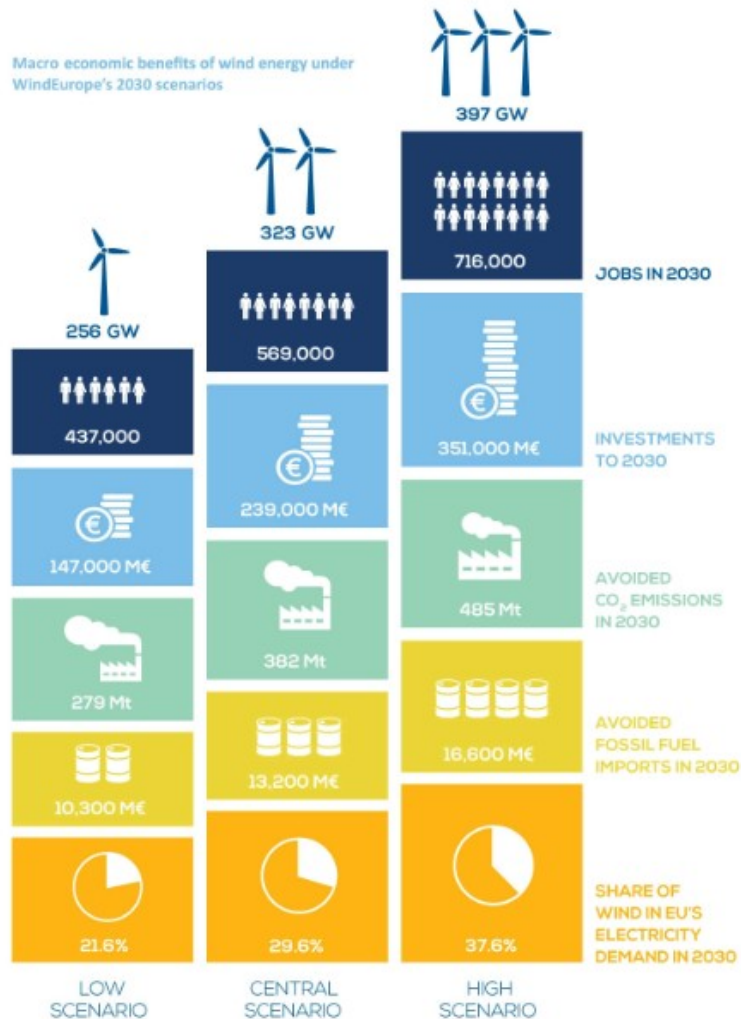 Macro economic benefits of wind energy under
WindEurope's 2030 scenarios
256 GW
437,000
147,000 M€
279 Mt
10,300 M€
21.6%
LOW
SCENARIO
323 GW
569,000
239,000 M€
382 Mt
13,200 M€
29.6%
CENTRAL
SCENARIO
397 GW
716,000
351,000 M€
485 Mt
16,600 M€
37.6%
HIGH
SCENARIO
JOBS IN 2030
INVESTMENTS
TO 2030
AVOIDED
CO₂ EMISSIONS
IN 2030
AVOIDED
FOSSIL FUEL
IMPORTS IN 2030
SHARE OF
WIND IN EU'S
ELECTRICITY
DEMAND IN 2030